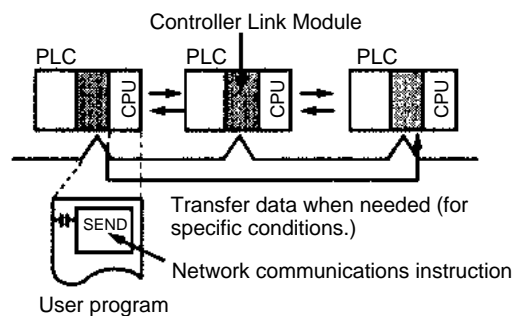 Controller Link Module
PLC
PLC
PLC
CPU
CPU
CPU
SEND
Transfer data when needed (for
specific conditions.)
Network communications instruction
User program